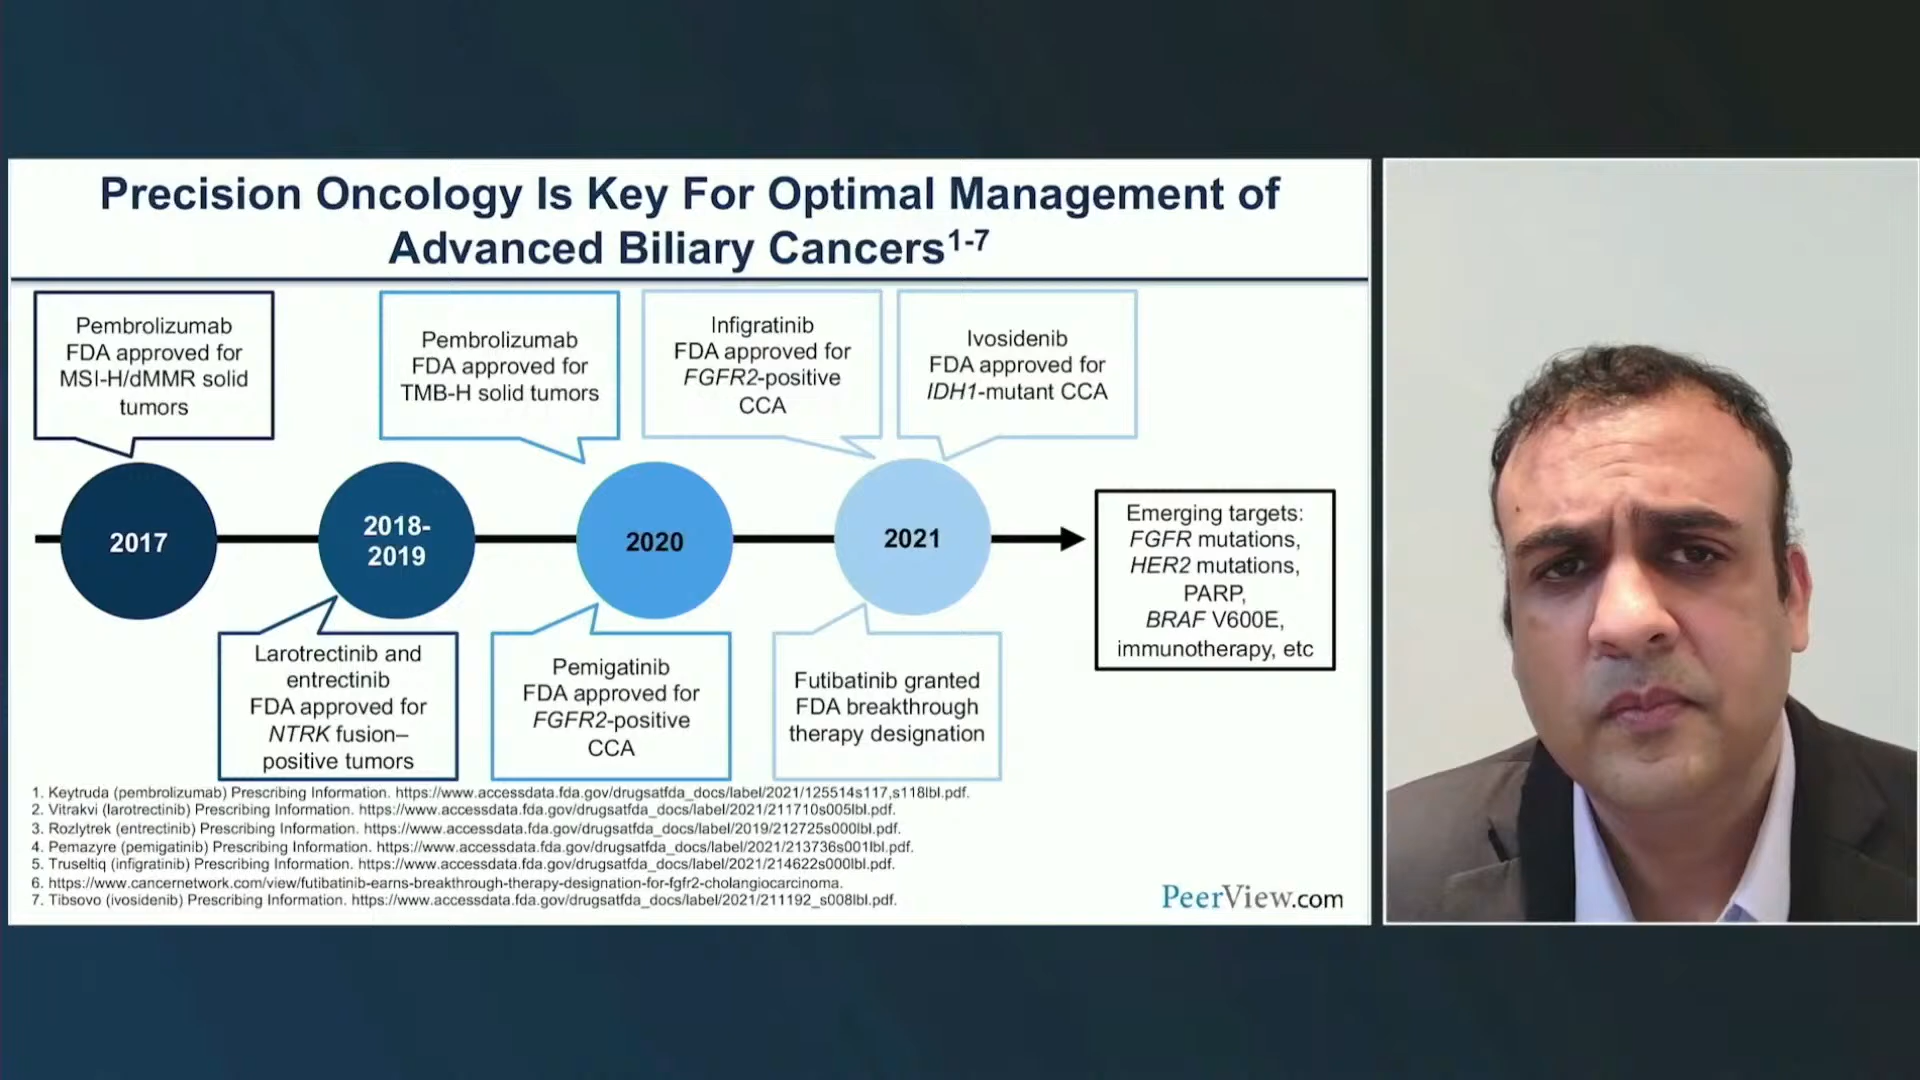 Precision Oncology Is Key For Optimal Management of
Advanced Biliary Cancers1-7
Pembrolizumab
FDA approved for
MSI-H/dMMR solid
tumors
Pembrolizumab
FDA approved for
TMB-H solid tumors
Infigratinib
FDA approved for
FGFR2-positive
CCA
Ivosidenib
FDA approved for
IDH1-mutant CCA
2017
2018-
2019
2020
2021
Emerging targets:
FGFR mutations,
HER2 mutations,
PARP,
BRAF V600E,
immunotherapy, etc
Larotrectinib and
entrectinib
FDA approved for
NTRK fusion–
positive tumors
Pemigatinib
FDA approved for
FGFR2-positive
CCA
Futibatinib granted
FDA breakthrough
therapy designation
1. Keytruda (pembrolizumab) Prescribing Information. https://www.accessdata.fda.gov/drugsatfda_docs/label/2021/125514s117,s118lbl.pdf.
2. Vitrakvi (larotrectinib) Prescribing Information. https://www.accessdata.fda.gov/drugsatfda_docs/label/2021/211710s005lbl.pdf.
3. Rozlytrek (entrectinib) Prescribing Information. https://www.accessdata.fda.gov/drugsatfda_docs/label/2019/212725s000lbl.pdf.
4. Pemazyre (pemigatinib) Prescribing Information. https://www.accessdata.fda.gov/drugsatfda_docs/label/2021/213736s001lbl.pdf.
5. Truseltiq (infigratinib) Prescribing Information. https://www.accessdata.fda.gov/drugsatfda_docs/label/2021/214622s000lbl.pdf.
6. https://www.cancernetwork.com/view/futibatinib-earns-breakthrough-therapy-designation-for-fgfr2-cholangiocarcinoma.
7. Tibsovo (ivosidenib) Prescribing Information. https://www.accessdata.fda.gov/drugsatfda_docs/label/2021/211192_s008lbl.pdf.
PeerView.com